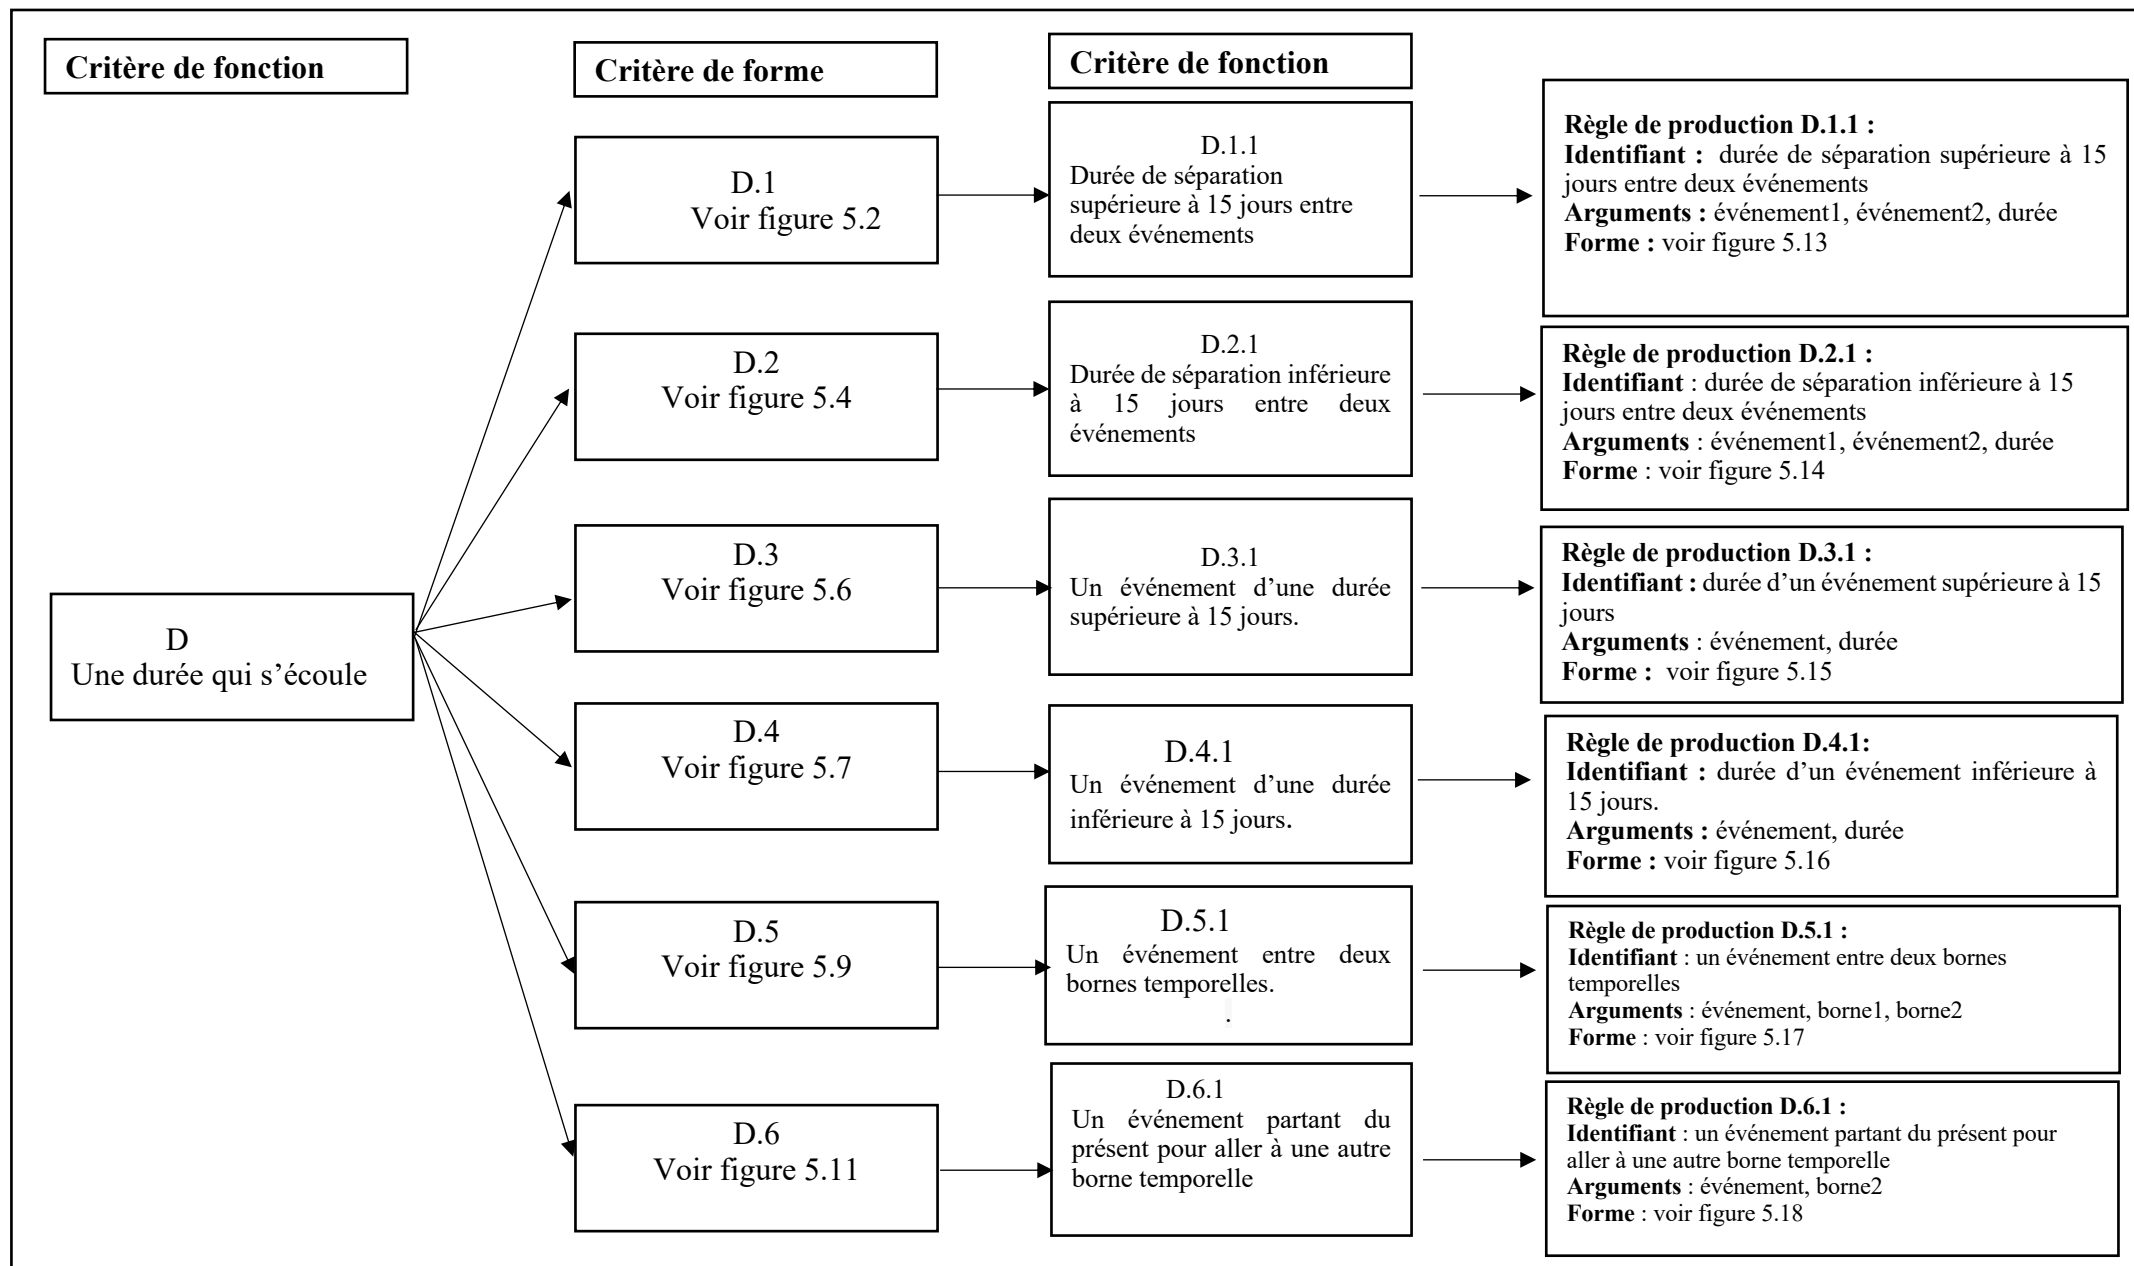 Critère de fonction
Critère de forme
Critère de fonction
D
Une durée qui s’écoule
D.1
Voir figure 5.2
D.1.1
Durée de séparation
supérieure à 15 jours entre
deux événements
Règle de production D.1.1 :
Identifiant : durée de séparation supérieure à 15
jours entre deux événements
Arguments : événement1, événement2, durée
Forme : voir figure 5.13
D.2
Voir figure 5.4
D.2.1
Durée de séparation inférieure
à 15 jours entre deux
événements
Règle de production D.2.1 :
Identifiant : durée de séparation inférieure à 15
jours entre deux événements
Arguments : événement1, événement2, durée
Forme : voir figure 5.14
D.3
Voir figure 5.6
D.3.1
Un événement d’une durée
supérieure à 15 jours.
Règle de production D.3.1 :
Identifiant : durée d’un événement supérieure à 15
jours
Arguments : événement, durée
Forme : voir figure 5.15
D.4
Voir figure 5.7
D.4.1
Un événement d’une durée
inférieure à 15 jours.
Règle de production D.4.1:
Identifiant : durée d’un événement inférieure à
15 jours.
Arguments : événement, durée
Forme : voir figure 5.16
D.5
Voir figure 5.9
D.5.1
Un événement entre deux
bornes temporelles.
.
Règle de production D.5.1 :
Identifiant : un événement entre deux bornes
temporelles
Arguments : événement, borne1, borne2
Forme : voir figure 5.17
D.6
Voir figure 5.11
D.6.1
Un événement partant du
présent pour aller à une autre
borne temporelle
Règle de production D.6.1 :
Identifiant : un événement partant du présent pour
aller à une autre borne temporelle
Arguments : événement, borne2
Forme : voir figure 5.18